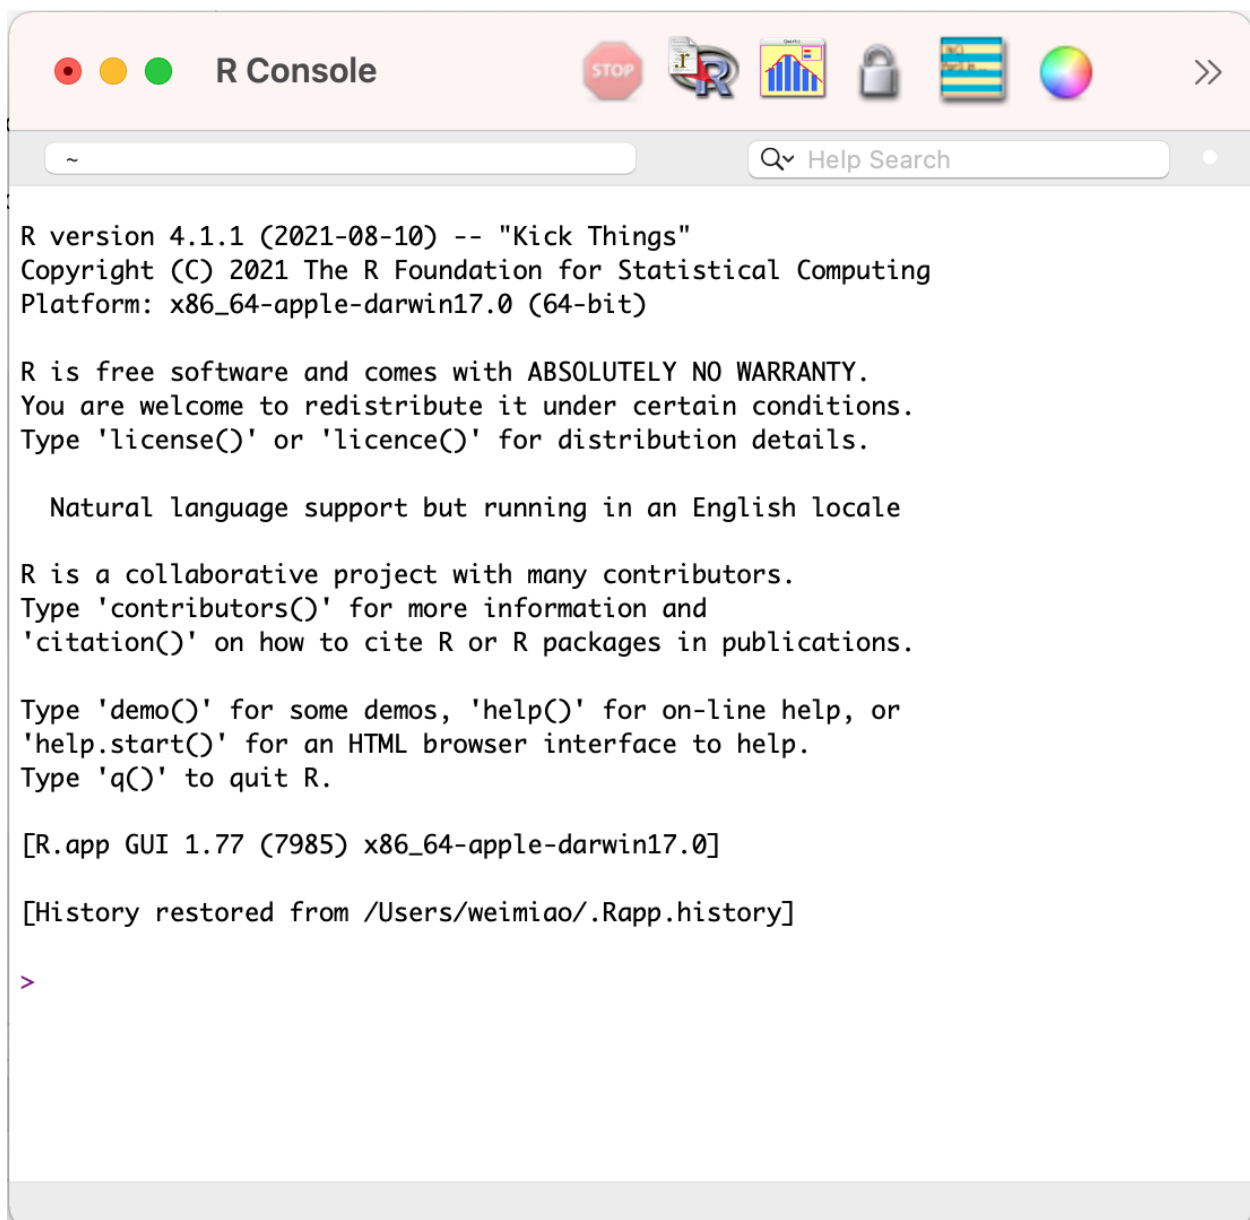 R Console
STOP
~
Help Search
R version 4.1.1 (2021-08-10) -- "Kick Things"
Copyright (C) 2021 The R Foundation for Statistical Computing
Platform: x86_64-apple-darwin17.0 (64-bit)
R is free software and comes with ABSOLUTELY NO WARRANTY.
You are welcome to redistribute it under certain conditions.
Type 'license()' or 'licence()' for distribution details.
Natural language support but running in an English locale
R is a collaborative project with many contributors.
Type 'contributors()' for more information and
'citation()' on how to cite R or R packages in publications.
Type 'demo()' for some demos, 'help()' for on-line help, or
'help.start()' for an HTML browser interface to help.
Type 'q()' to quit R.
[R.app GUI 1.77 (7985) x86_64-apple-darwin17.0]
[History restored from /Users/weimiao/.Rapp.history]
>